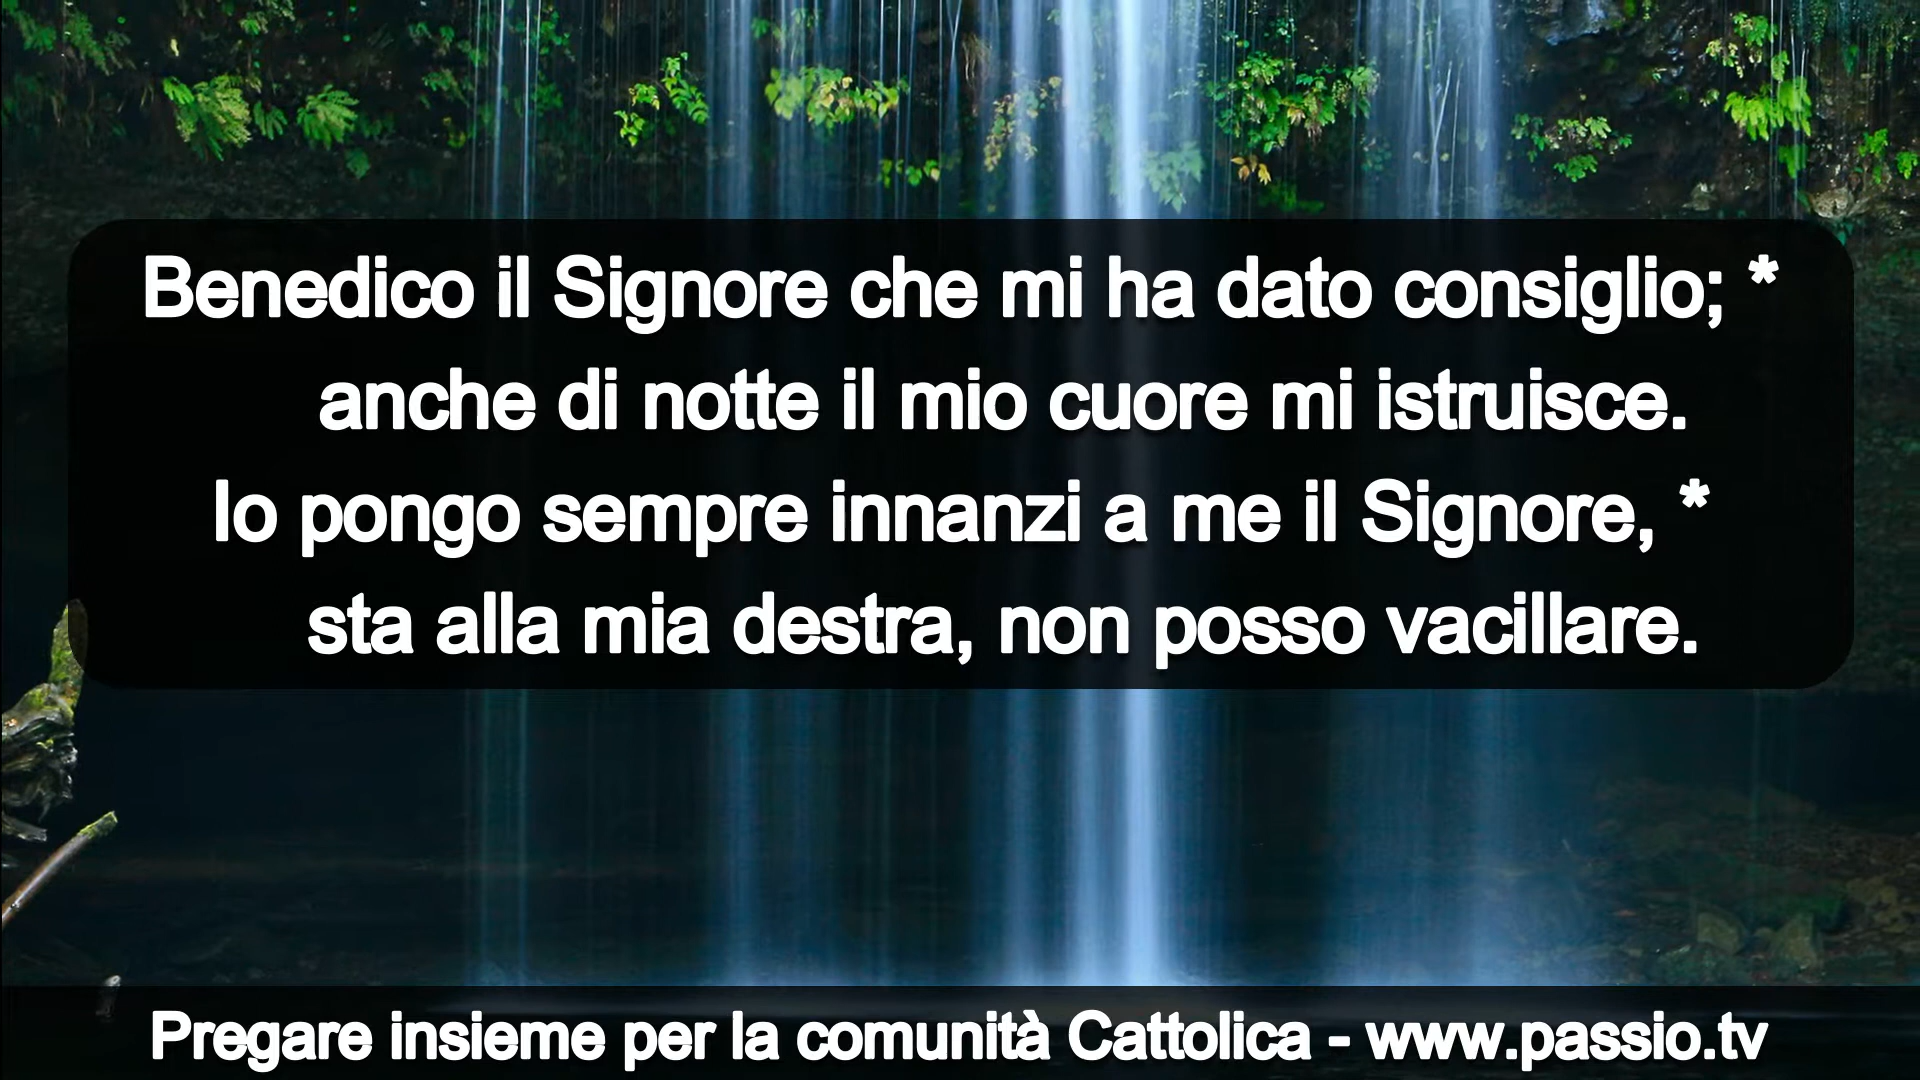 Benedico il Signore che mi ha dato consiglio; *
anche di notte il mio cuore mi istruisce.
Io pongo sempre innanzi a me il Signore, *
sta alla mia destra, non posso vacillare.
Pregare insieme per la comunità Cattolica - www.passio.tv